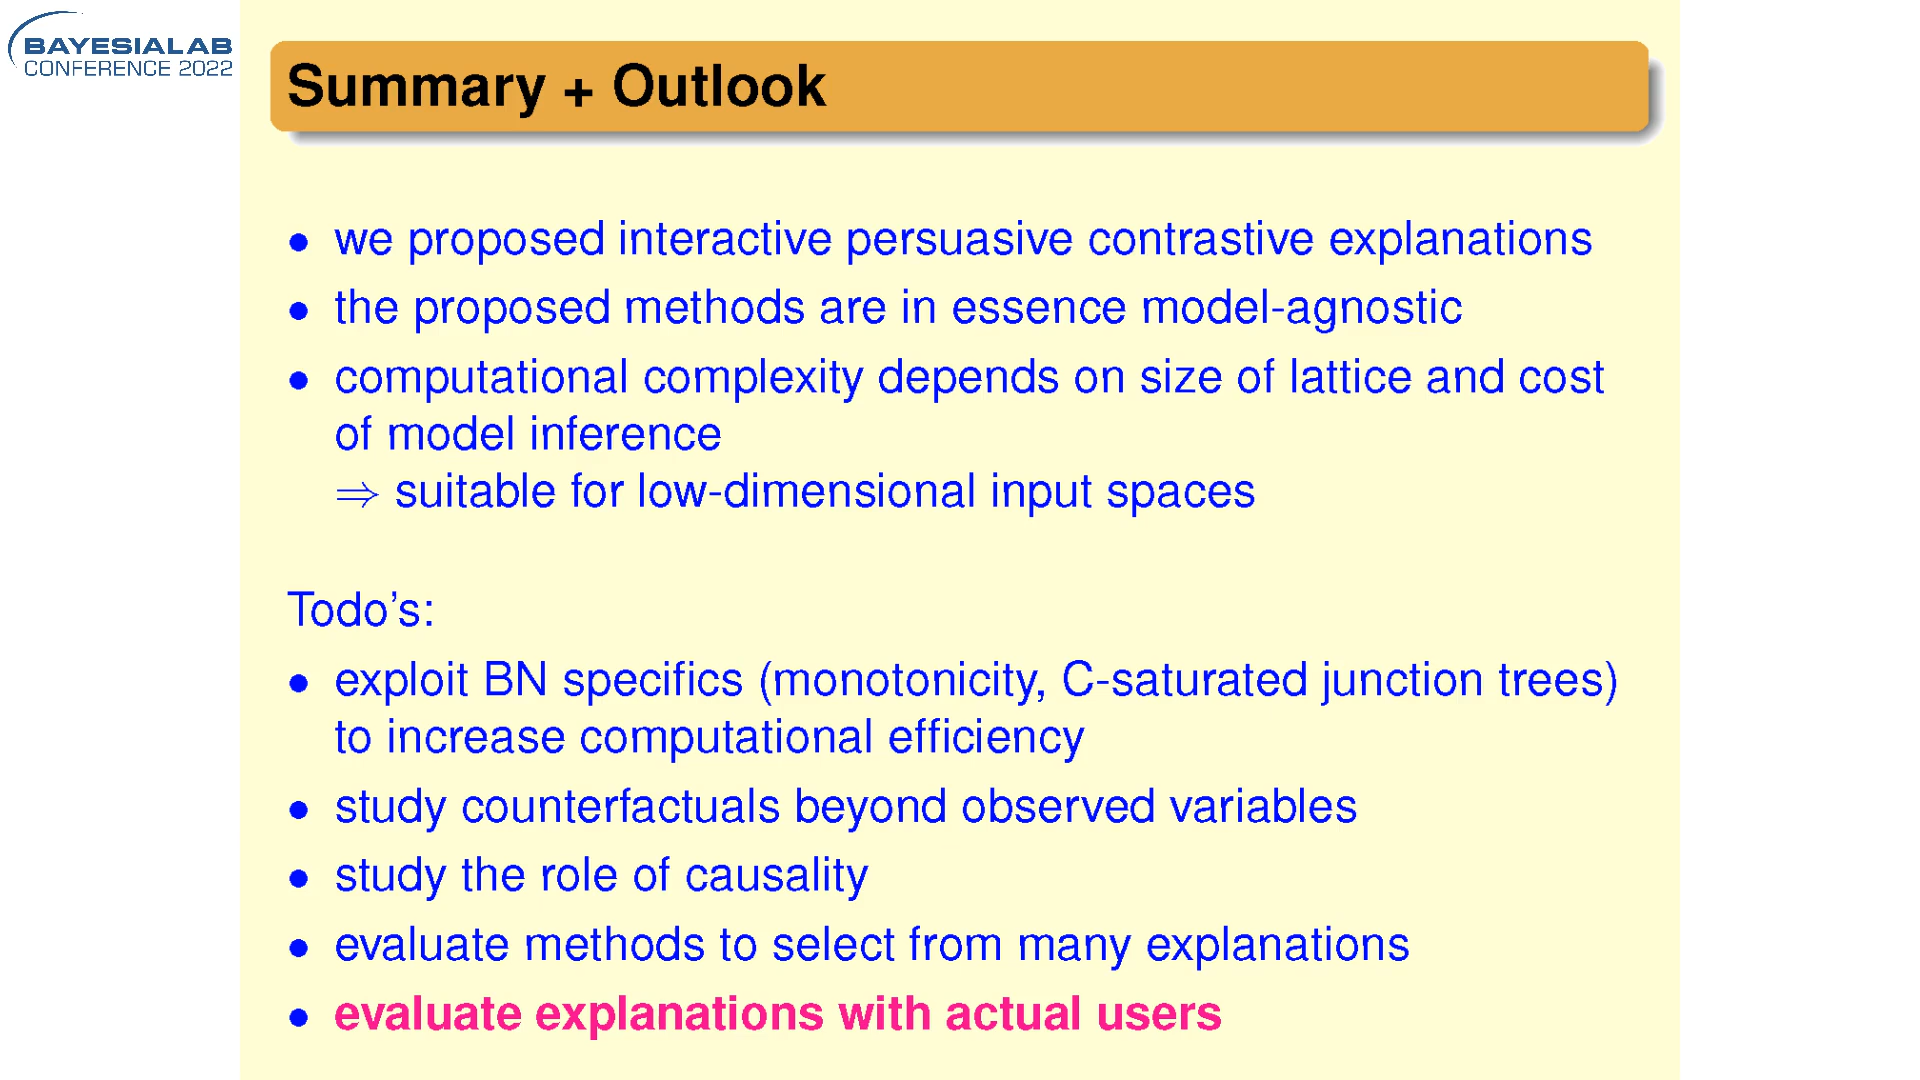 BAYESIALAB
CONFERENCE 2022
Summary + Outlook
• we proposed interactive persuasive contrastive explanations
• the proposed methods are in essence model-agnostic
• computational complexity depends on size of lattice and cost
of model inference
⇒ suitable for low-dimensional input spaces
Todo's:
• exploit BN specifics (monotonicity, C-saturated junction trees)
to increase computational efficiency
• study counterfactuals beyond observed variables
• study the role of causality
• evaluate methods to select from many explanations
• evaluate explanations with actual users